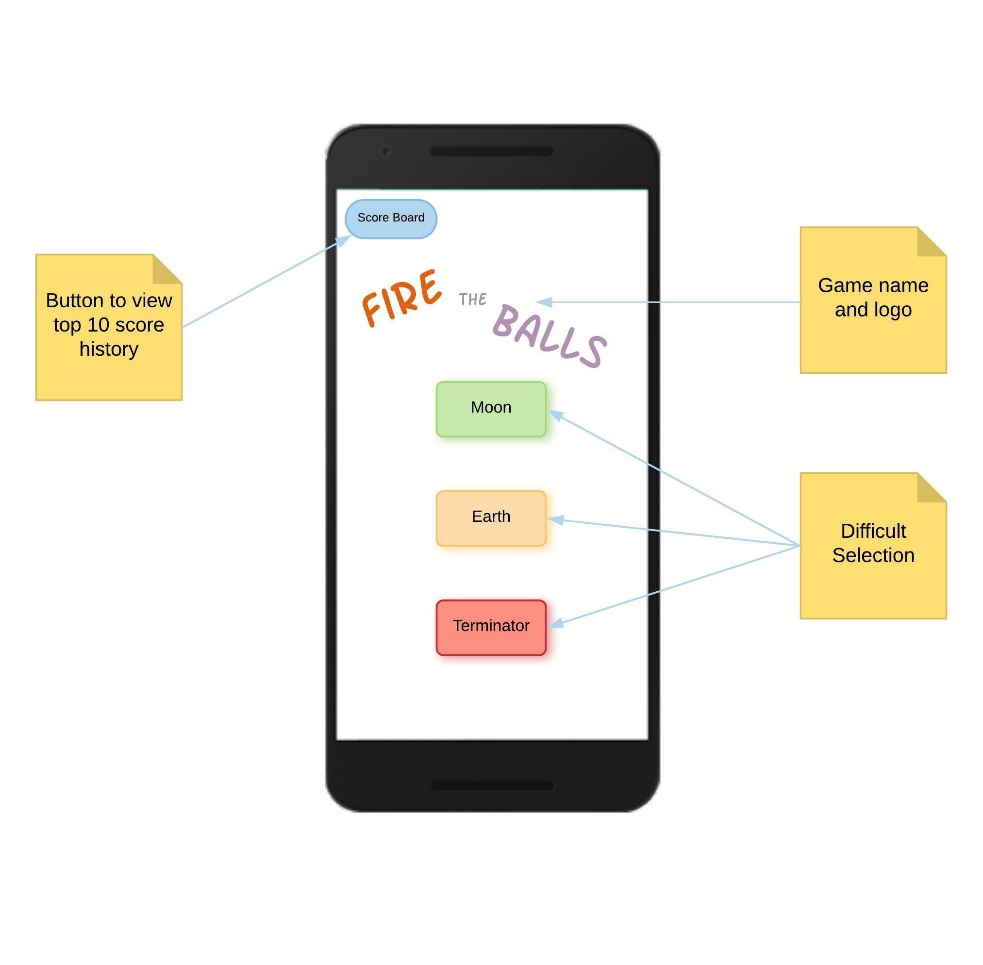 Score Board
Button to view
top 10 score
history
FIRE THE
BALLS
Game name
and logo
Moon
Earth
Terminator
Difficult
Selection